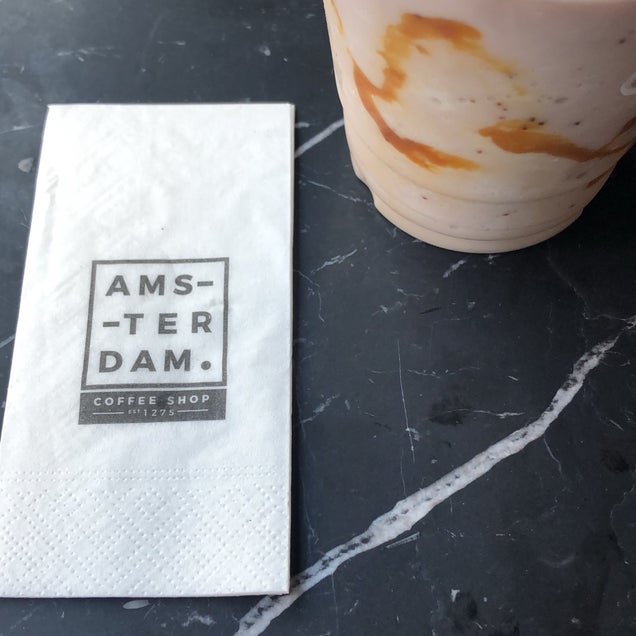 AMS-
-TER
DAM.
COFFEE SHOP
EST 1275